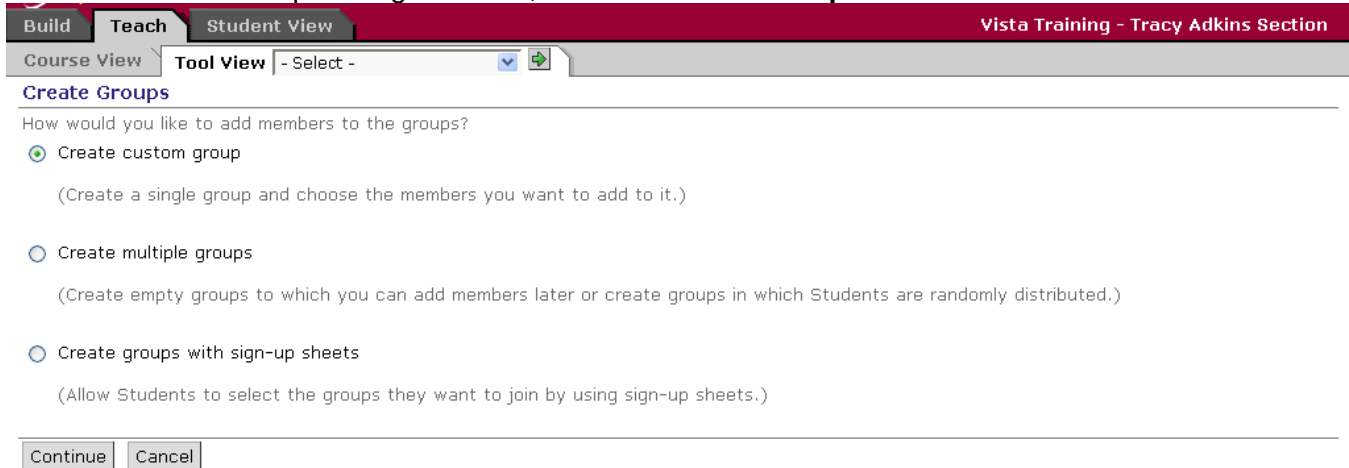 Build Teach Student View Vista Training - Tracy Adkins Section
Course View Tool View - Select -
Create Groups
How would you like to add members to the groups?
Create custom group
(Create a single group and choose the members you want to add to it.)
Create multiple groups
(Create empty groups to which you can add members later or create groups in which Students are randomly distributed.)
Create groups with sign-up sheets
(Allow Students to select the groups they want to join by using sign-up sheets.)
Continue Cancel